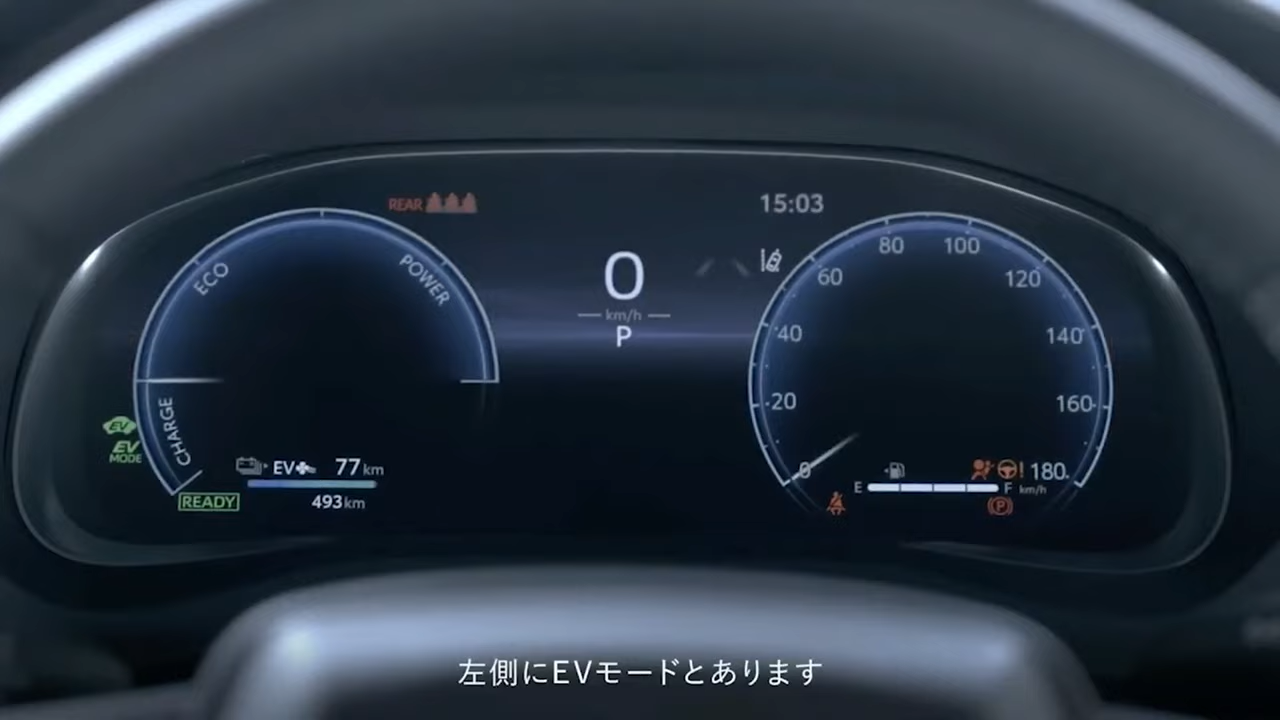 REAR
15:03
0
km/h
P
ECO
POWER
CHARGE
EV
EV
MODE
READY
EV 77 km
493 km
0
20
40
60
80
100
120
140
160
180
km/h
E
F
P
左側にEVモードとあります